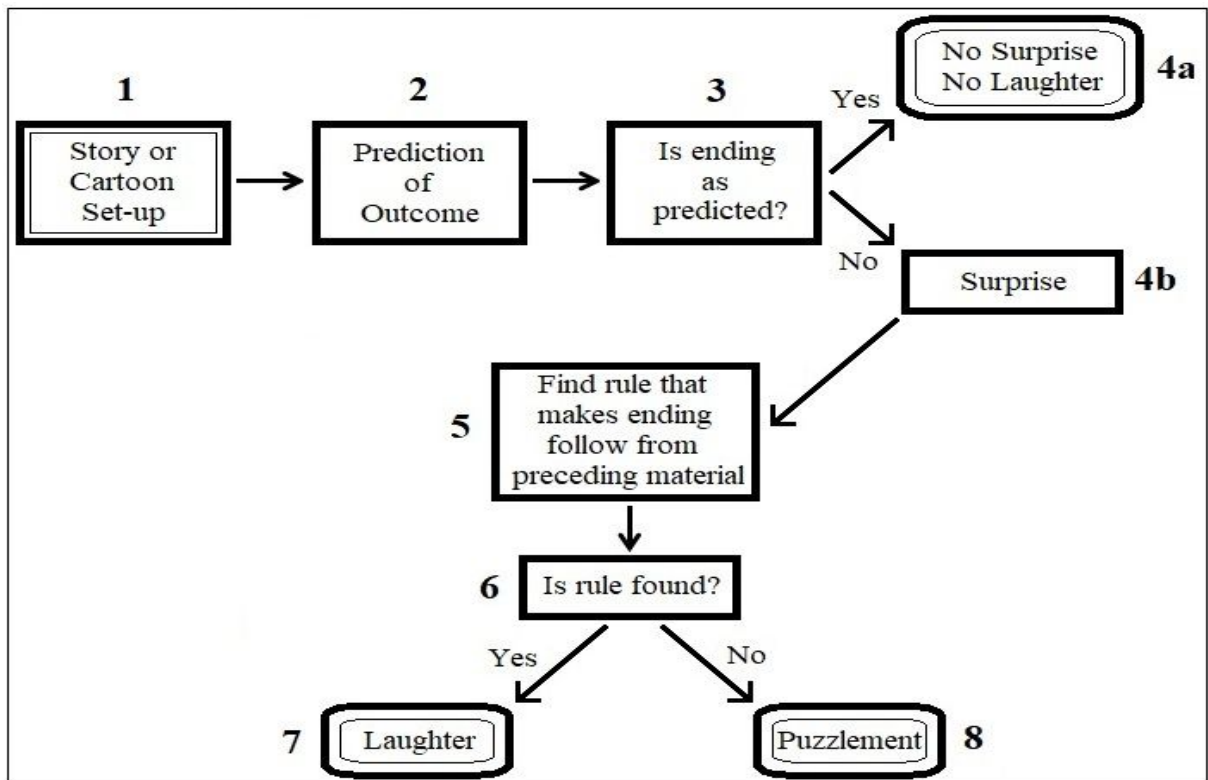 1
Story or
Cartoon
Set-up
2
Prediction
of
Outcome
3
Is ending
as
predicted?
Yes
No Surprise
No Laughter
4a
No
Surprise
4b
5
Find rule that
makes ending
follow from
preceding material
6
Is rule found?
Yes
No
7
Laughter
Puzzlement
8